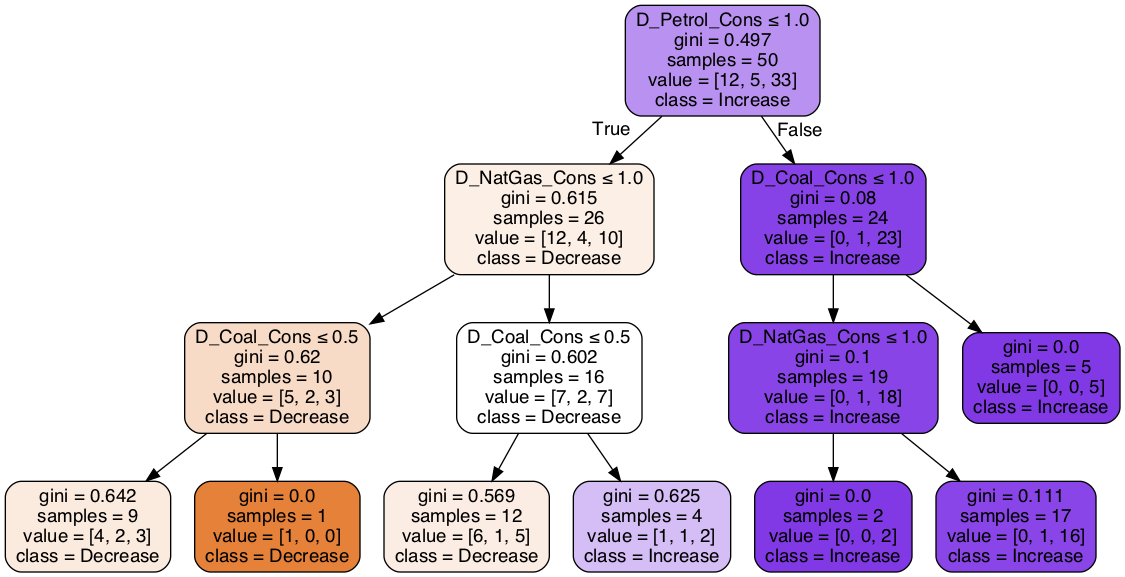 D_Petrol_Cons ≤ 1.0
gini = 0.497
samples = 50
value = [12, 5, 33]
class = Increase
True
False
D_NatGas_Cons ≤ 1.0
gini = 0.615
samples = 26
value = [12, 4, 10]
class = Decrease
D_Coal_Cons ≤ 1.0
gini = 0.08
samples = 24
value = [0, 1, 23]
class = Increase
D_Coal_Cons ≤ 0.5
gini = 0.62
samples = 10
value = [5, 2, 3]
class = Decrease
D_Coal_Cons ≤ 0.5
gini = 0.602
samples = 16
value = [7, 2, 7]
class = Decrease
D_NatGas_Cons ≤ 1.0
gini = 0.1
samples = 19
value = [0, 1, 18]
class = Increase
gini = 0.0
samples = 5
value = [0, 0, 5]
class = Increase
gini = 0.642
samples = 9
value = [4, 2, 3]
class = Decrease
gini = 0.0
samples = 1
value = [1, 0, 0]
class = Decrease
gini = 0.569
samples = 12
value = [6, 1, 5]
class = Decrease
gini = 0.625
samples = 4
value = [1, 1, 2]
class = Increase
gini = 0.0
samples = 2
value = [0, 0, 2]
class = Increase
gini = 0.111
samples = 17
value = [0, 1, 16]
class = Increase